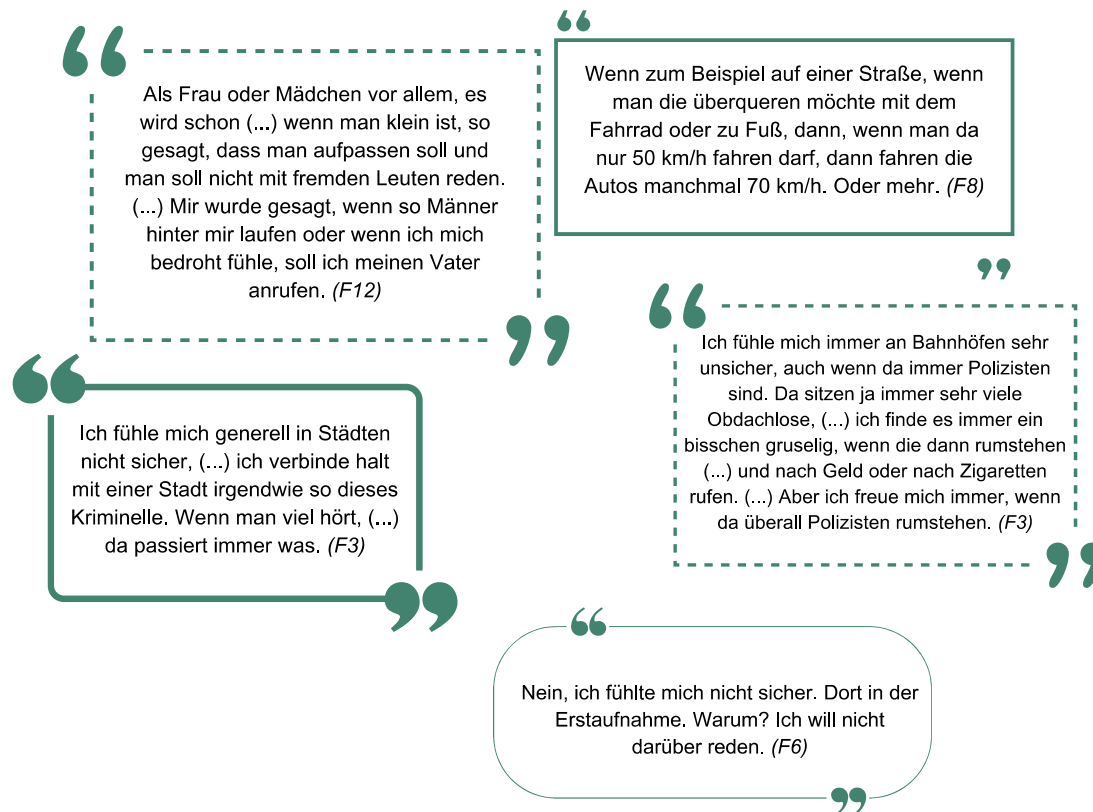 Als Frau oder Mädchen vor allem, es
wird schon (...) wenn man klein ist, so
gesagt, dass man aufpassen soll und
man soll nicht mit fremden Leuten reden.
(...) Mir wurde gesagt, wenn so Männer
hinter mir laufen oder wenn ich mich
bedroht fühle, soll ich meinen Vater
anrufen. (F12)
Wenn zum Beispiel auf einer Straße, wenn
man die überqueren möchte mit dem
Fahrrad oder zu Fuß, dann, wenn man da
nur 50 km/h fahren darf, dann fahren die
Autos manchmal 70 km/h. Oder mehr. (F8)
Ich fühle mich immer an Bahnhöfen sehr
unsicher, auch wenn da immer Polizisten
sind. Da sitzen ja immer sehr viele
Obdachlose, (...) ich finde es immer ein
bisschen gruselig, wenn die dann rumstehen
(...) und nach Geld oder nach Zigaretten
rufen. (...) Aber ich freue mich immer, wenn
da überall Polizisten rumstehen. (F3)
Ich fühle mich generell in Städten
nicht sicher, (...) ich verbinde halt
mit einer Stadt irgendwie so dieses
Kriminelle. Wenn man viel hört, (...)
da passiert immer was. (F3)
Nein, ich fühlte mich nicht sicher. Dort in der
Erstaufnahme. Warum? Ich will nicht
darüber reden. (F6)